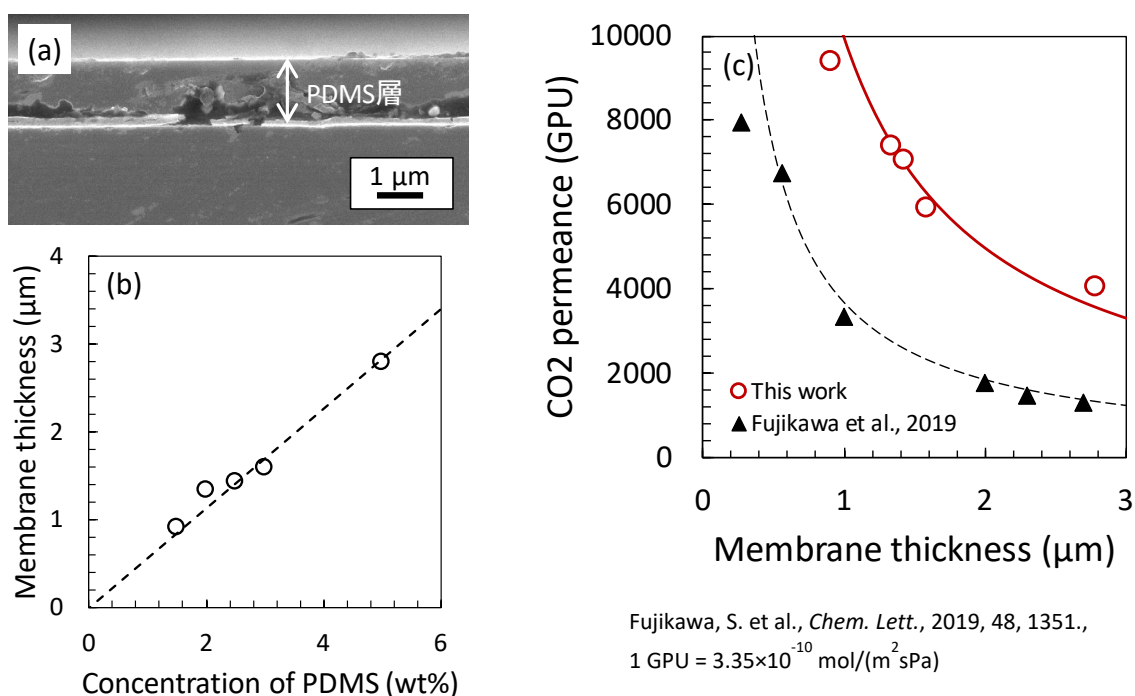 (a)
PDMS層
1 µm
(b)
Membrane thickness (µm)
4
3
2
1
0
0 2 4 6
Concentration of PDMS (wt%)
(c)
CO2 permeance (GPU)
10000
8000
6000
4000
2000
0
This work
Fujikawa et al., 2019
0 1 2 3
Membrane thickness (µm)
Fujikawa, S. et al., Chem. Lett., 2019, 48, 1351.,
1 GPU = 3.35×10⁻¹⁰ mol/(m²sPa)